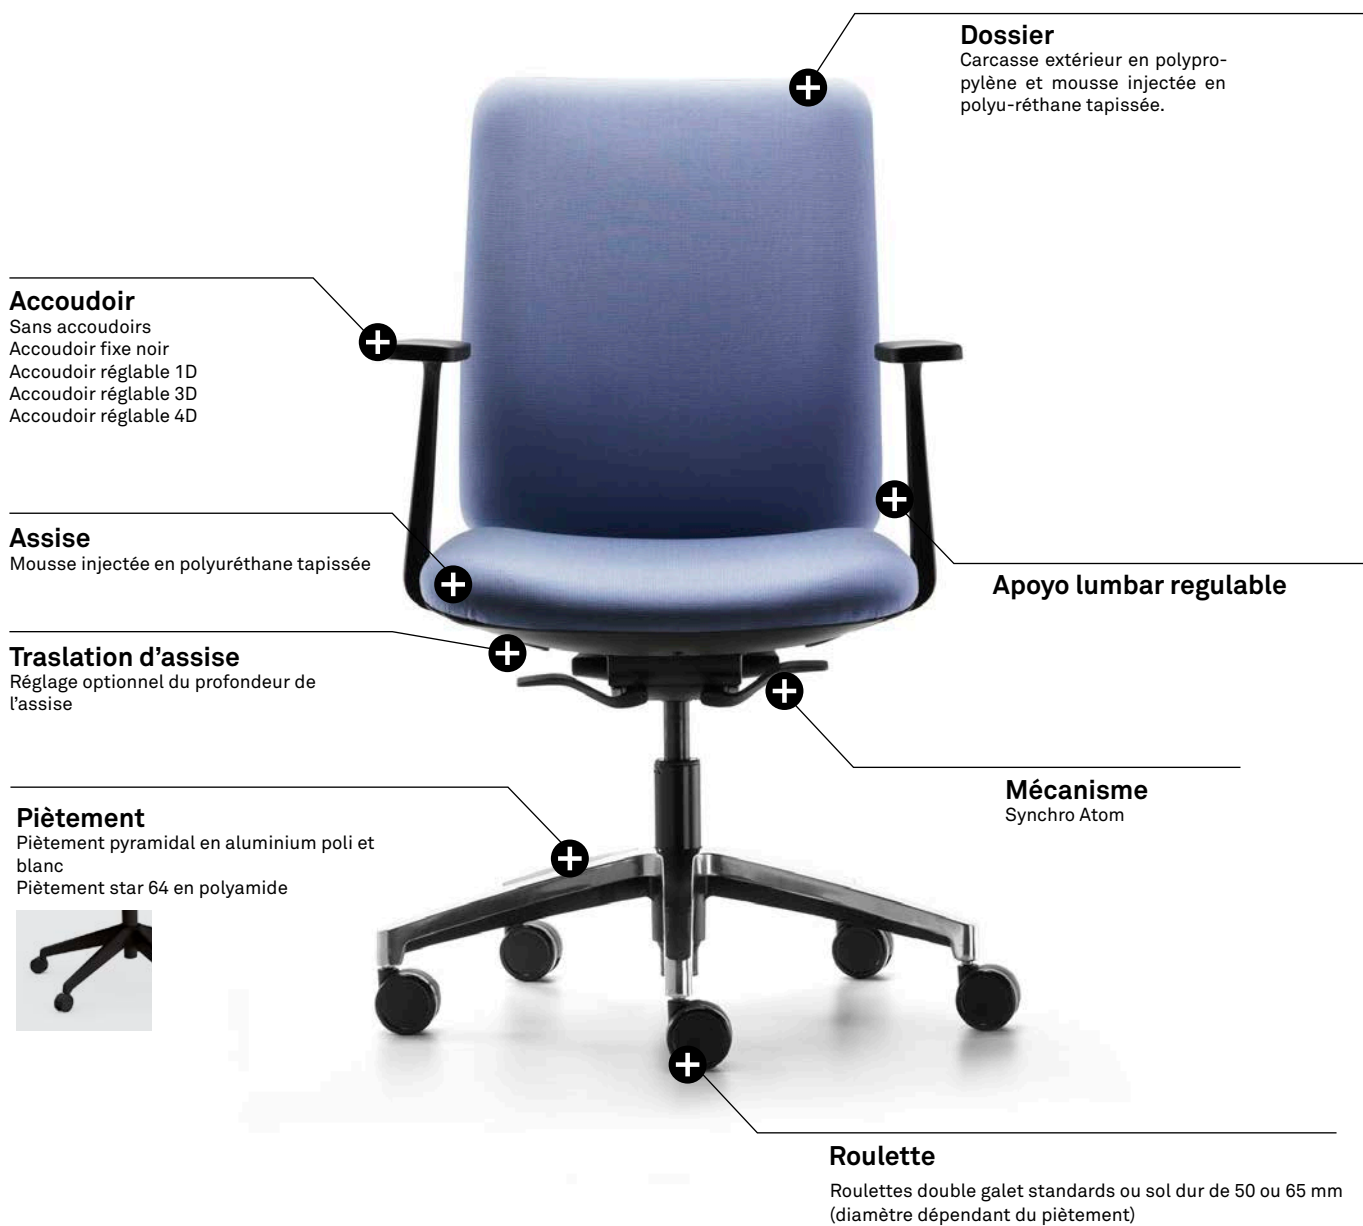 Dossier
Carcasse extérieur en polypro-
pylène et mousse injectée en
polyu-réthane tapissée.
Accoudoir
Sans accoudoirs
Accoudoir fixe noir
Accoudoir réglable 1D
Accoudoir réglable 3D
Accoudoir réglable 4D
Assise
Mousse injectée en polyuréthane tapissée
Apoyo lumbar regulable
Traslation d’assise
Réglage optionnel du profondeur de
l’assise
Mécanisme
Synchro Atom
Piètement
Piètement pyramidal en aluminium poli et
blanc
Piètement star 64 en polyamide
Roulette
Roulettes double galet standards ou sol dur de 50 ou 65 mm
(diamètre dépendant du piètement)